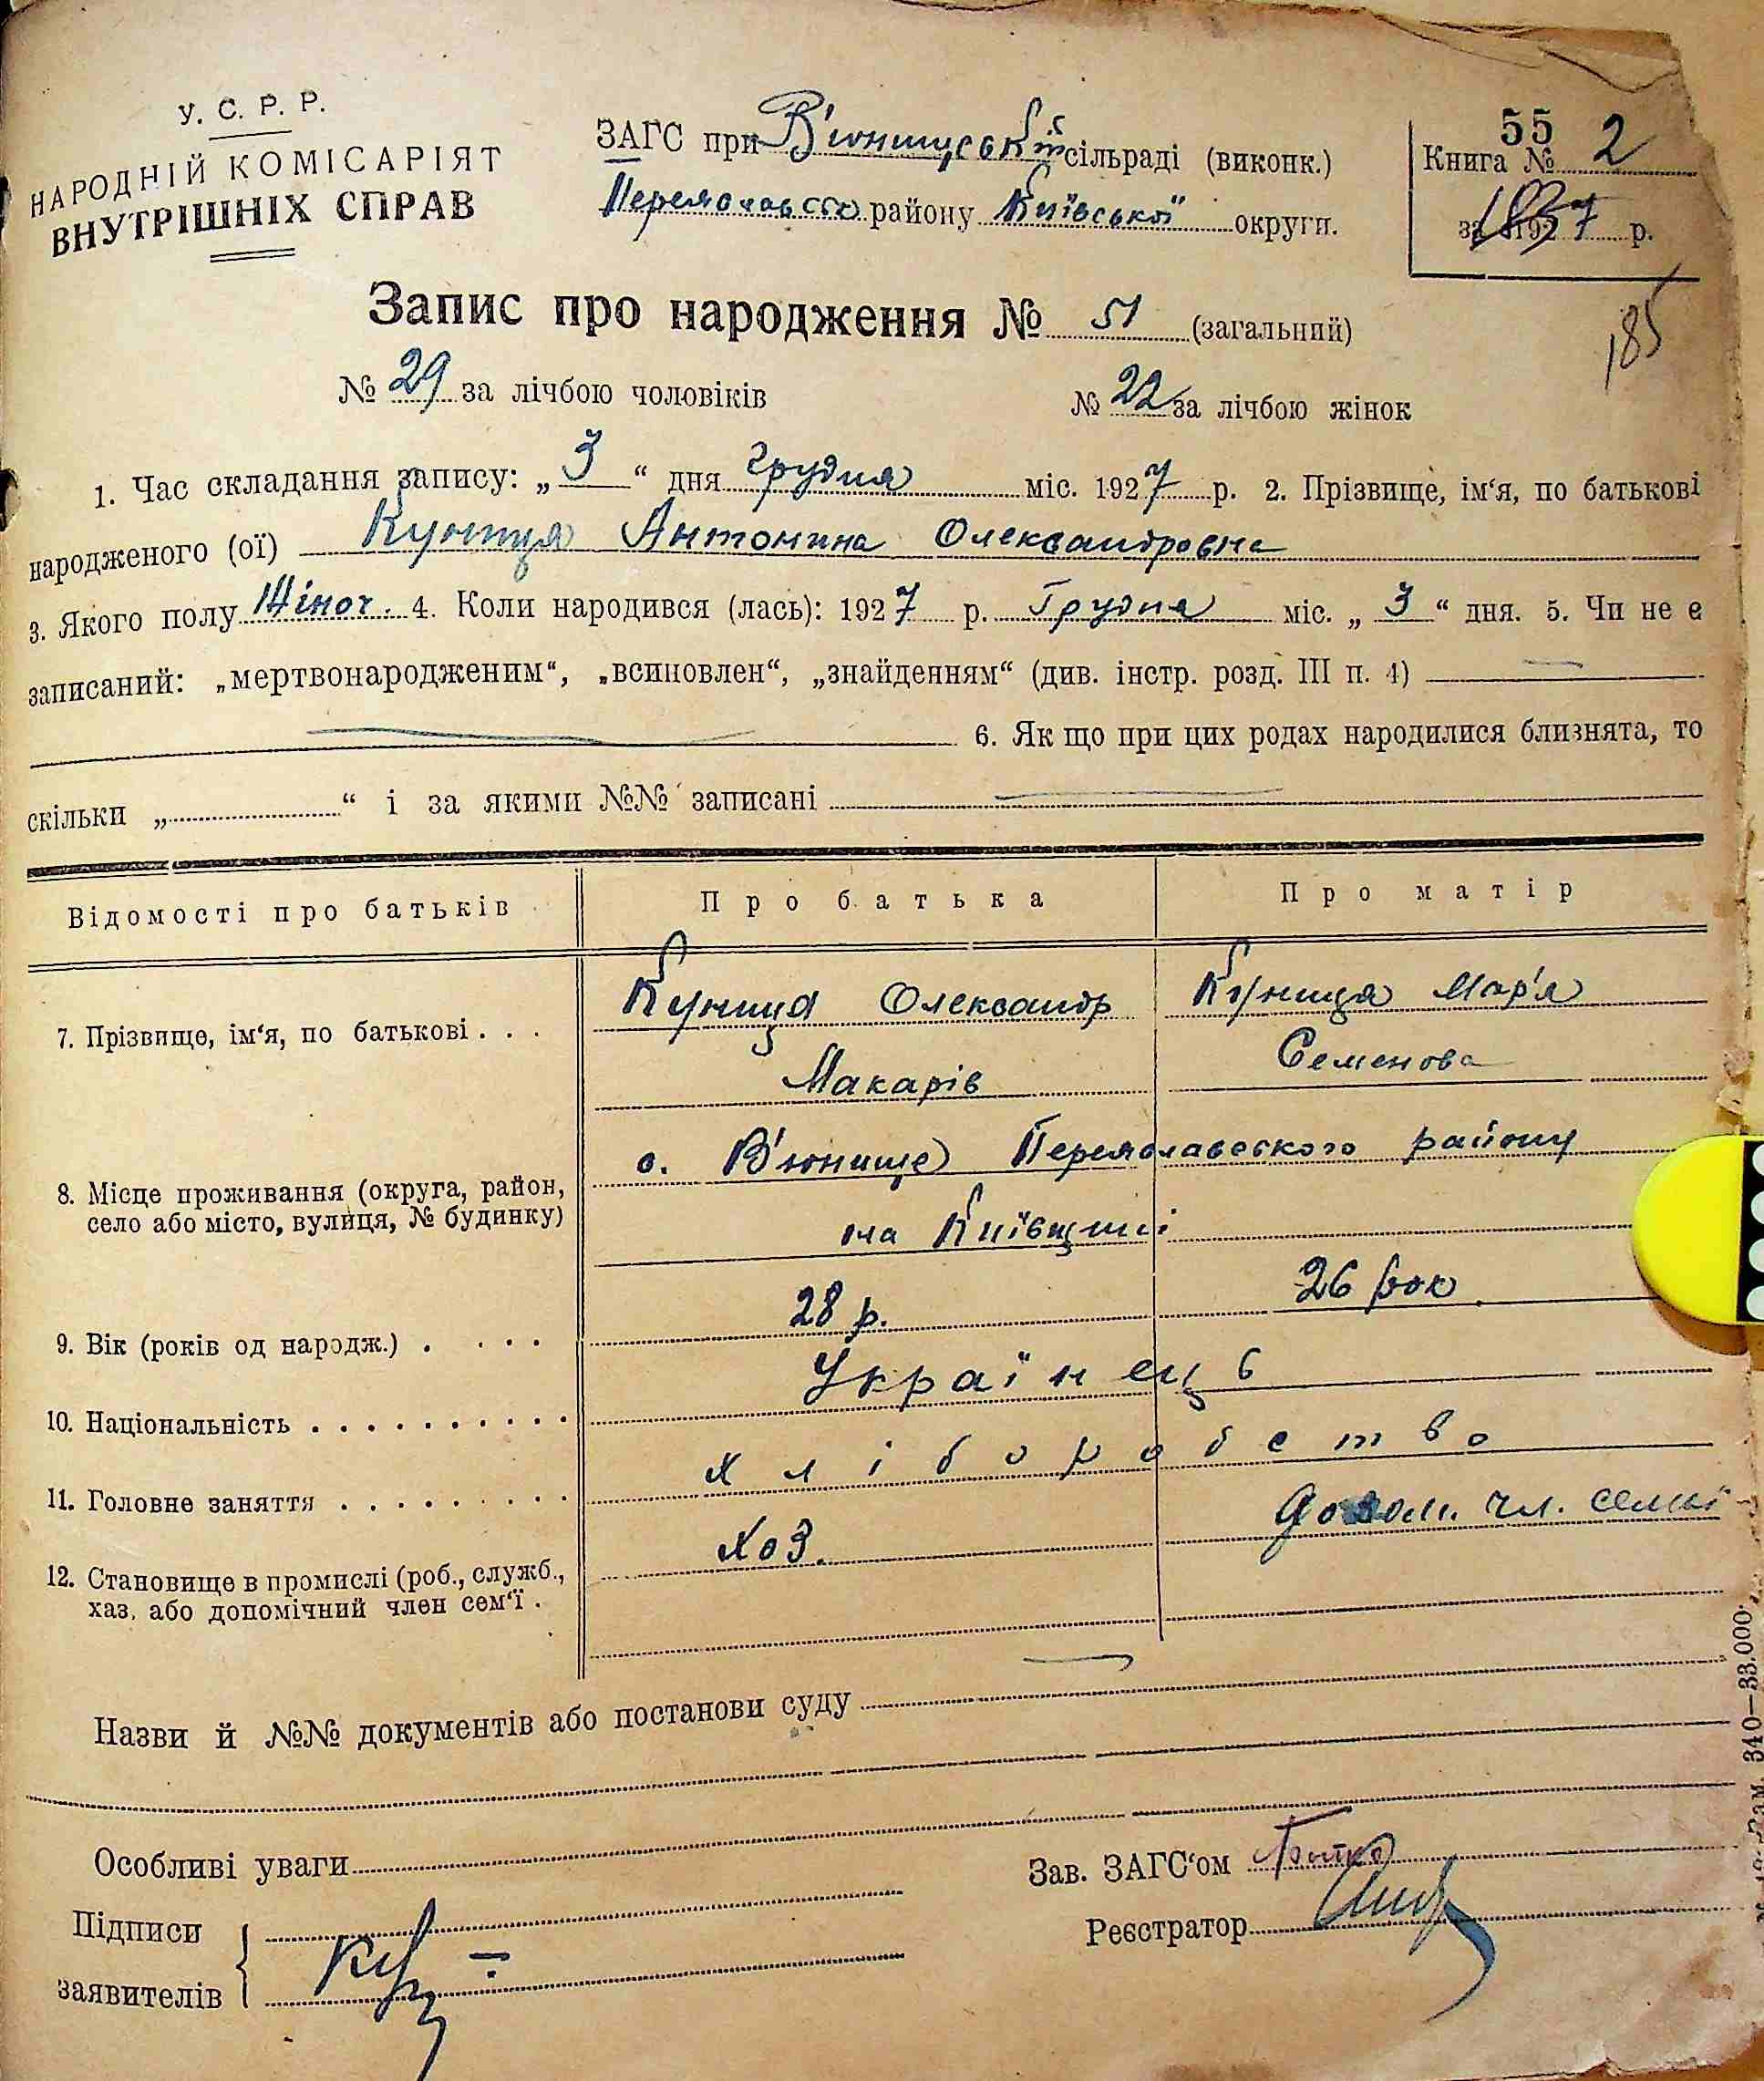 У. С. Р. Р.
НАРОДНІЙ КОМІСАРІЯТ
ВНУТРІШНІХ СПРАВ
ЗАГС при В'юнищській сільраді (виконк.)
району Київської округи.
55
Книга № 2
за 1927 р.
185
Запис про народження № 51 (загальний)
№ 29 за лічбою чоловіків № 22 за лічбою жінок
1. Час складання запису: „ 3 “ дня грудня міс. 1927 р. 2. Прізвище, ім‘я, по батькові
народженого (ої) Куниця Антонина Олександровна
3. Якого полу Жіноч. 4. Коли народився (лась): 1927 р. Грудня міс. „ 3 “ дня. 5. Чи не є
записаний: „мертвонародженим“, „всиновлен“, „знайденням“ (див. інстр. розд. III п. 4)
6. Як що при цих родах народилися близнята, то
скільки „ “ і за якими №№ записані
Відомості про батьків Про батька Про матір
7. Прізвище, ім‘я, по батькові . . . Куниця Олександр Куниця Мар'я
Макарів Семенова
8. Місце проживання (округа, район,
село або місто, вулиця, № будинку)
с. В'юнище Переяславського району
на Київщині
9. Вік (років од народж.) . . . . 28 р. 26 рок
10. Національність . . . . . . . . . . Українець
11. Головне заняття . . . . . . . . . хліборобство
12. Становище в промислі (роб., служб.,
хаз. або допомічний член сем‘ї .
хоз. чл. семьї
Назви й №№ документів або постанови суду
Особливі уваги
Зав. ЗАГС‘ом
Підписи
заявителів
Реєстратор
340—33.000.